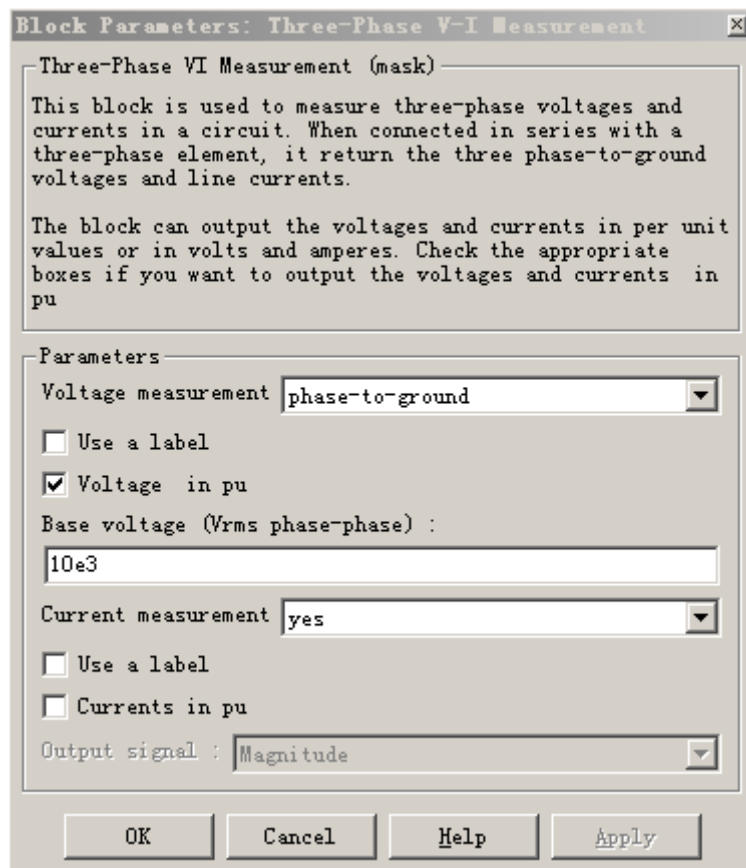 Block Parameters: Three-Phase V-I Measurement
Three-Phase VI Measurement (mask)
This block is used to measure three-phase voltages and
currents in a circuit. When connected in series with a
three-phase element, it return the three phase-to-ground
voltages and line currents.
The block can output the voltages and currents in per unit
values or in volts and amperes. Check the appropriate
boxes if you want to output the voltages and currents in
pu
Parameters
Voltage measurement phase-to-ground
Use a label
Voltage in pu
Base voltage (Vrms phase-phase) :
10e3
Current measurement yes
Use a label
Currents in pu
Output signal : Magnitude
OK Cancel Help Apply